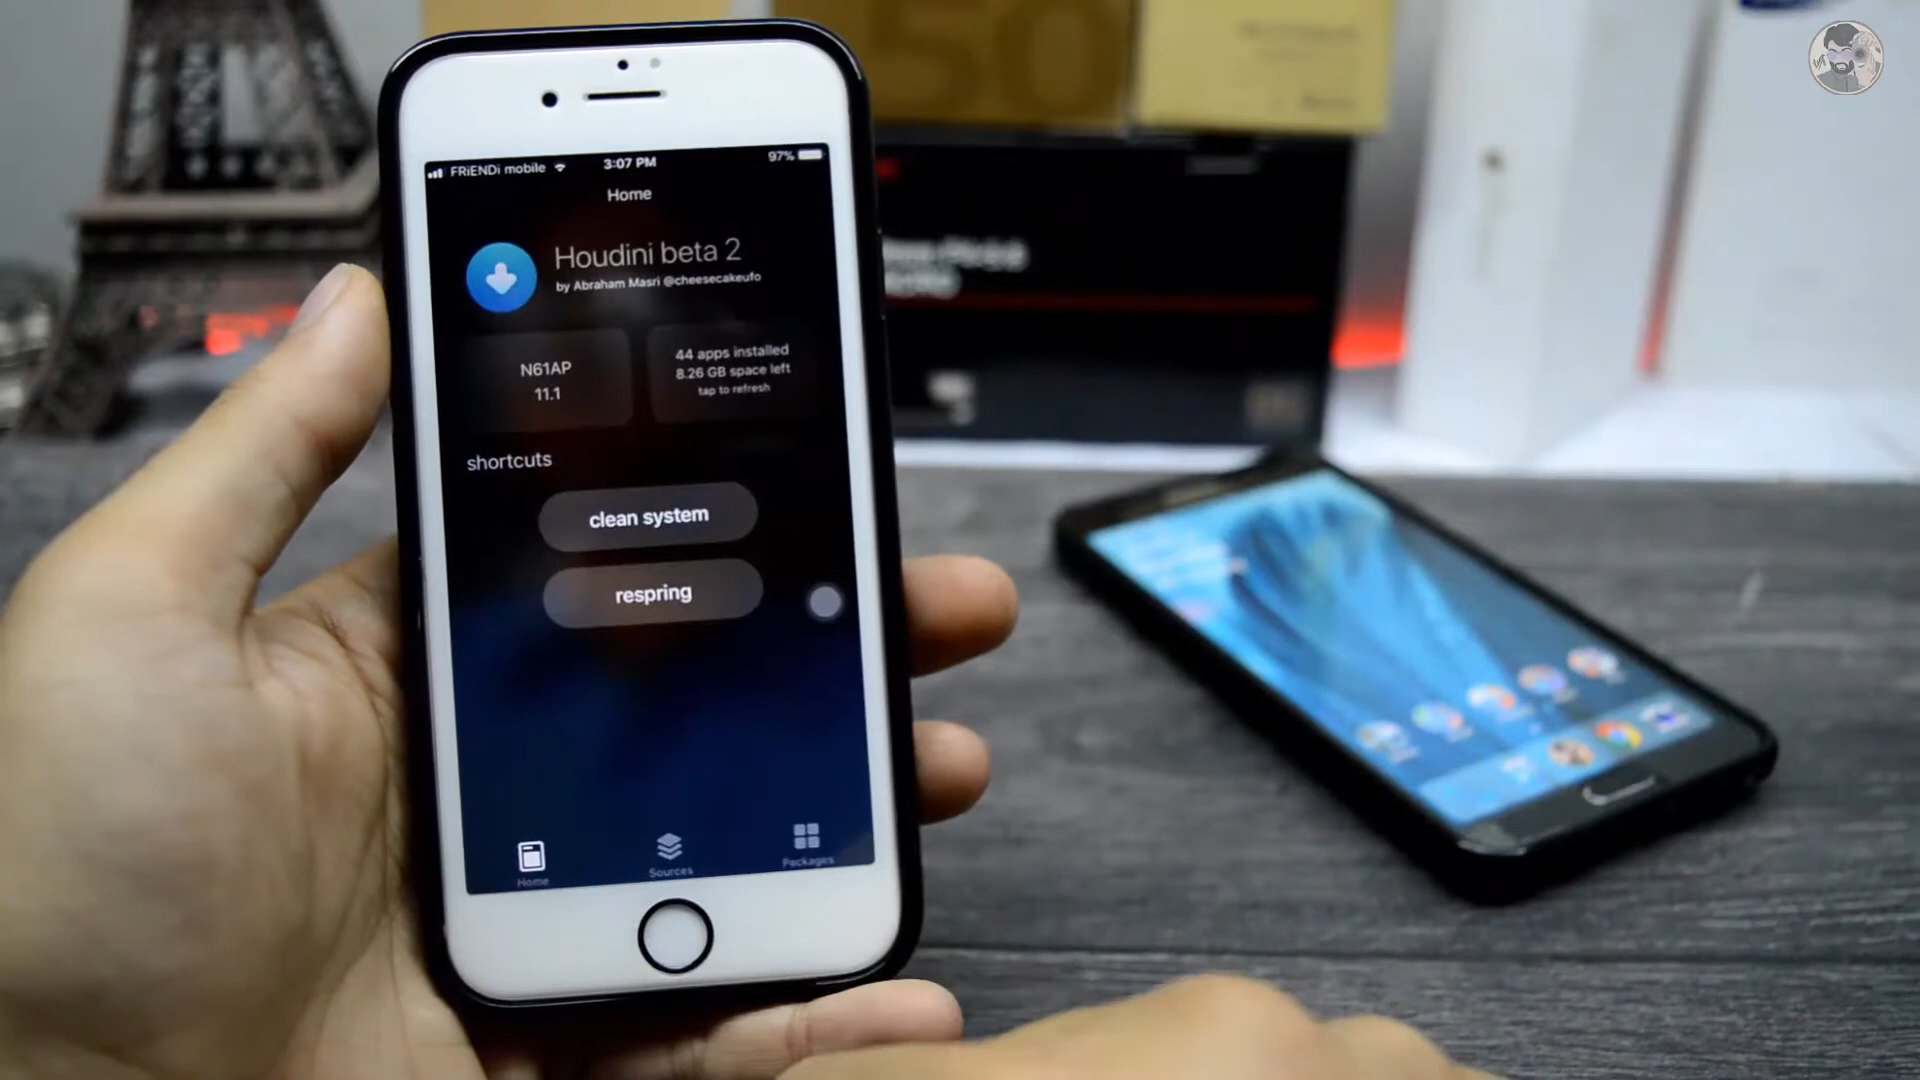 FRiENDi mobile 3:07 PM 97%
Home
Houdini beta 2
by Abraham Masri @cheesecakeufo
N61AP
11.1
44 apps installed
8.26 GB space left
tap to refresh
shortcuts
clean system
respring
Home Sources Packages
50